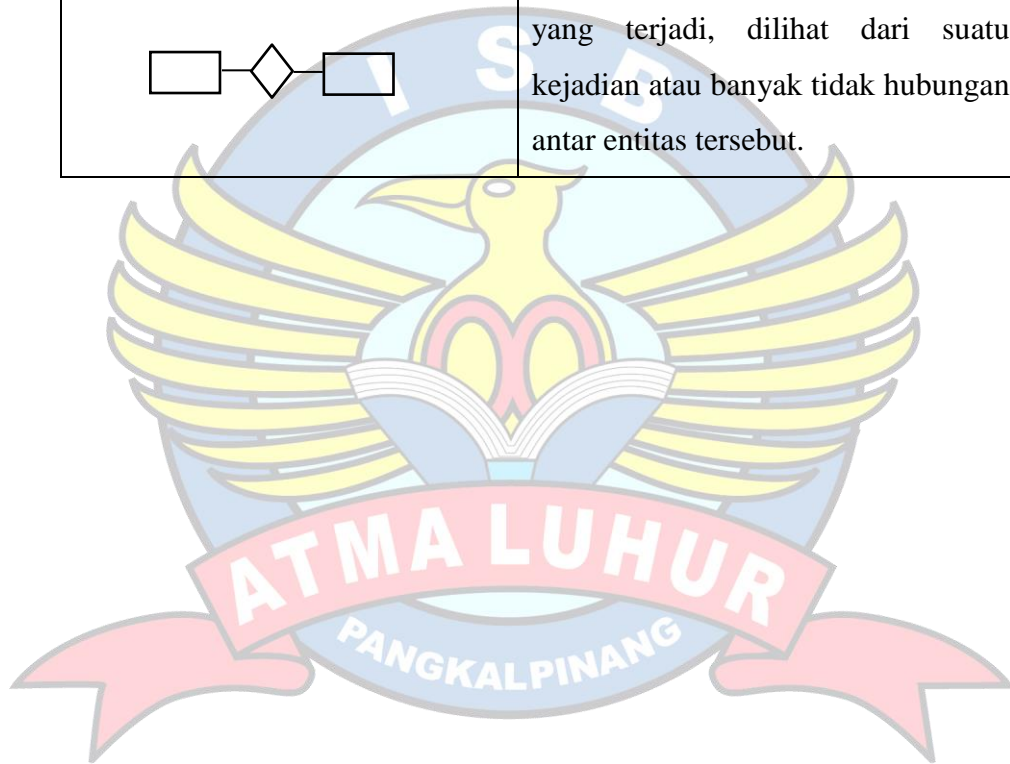 yang terjadi, dilihat dari suatu
kejadian atau banyak tidak hubungan
antar entitas tersebut.
I S B
ATMA LUHUR
PANGKALPINANG